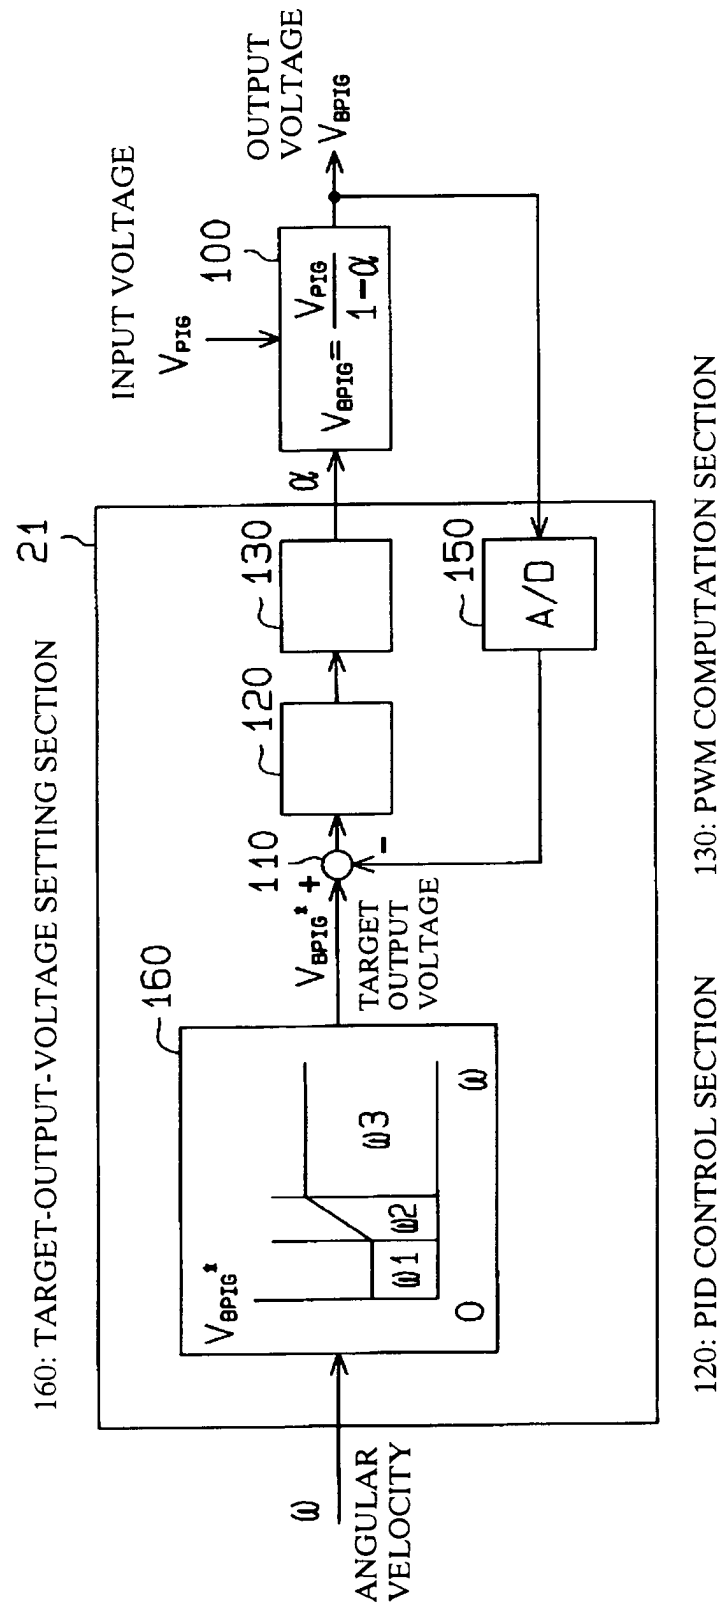 160: TARGET-OUTPUT-VOLTAGE SETTING SECTION
21
ω
ANGULAR
VELOCITY
160
V_BPIG*
ω1
ω2
ω3
0
ω
V_BPIG*
+
-
TARGET
OUTPUT
VOLTAGE
110
120
130
α
INPUT VOLTAGE
V_PIG
100
V_BPIG = V_PIG / 1-α
OUTPUT
VOLTAGE
V_BPIG
150
A/D
120: PID CONTROL SECTION
130: PWM COMPUTATION SECTION